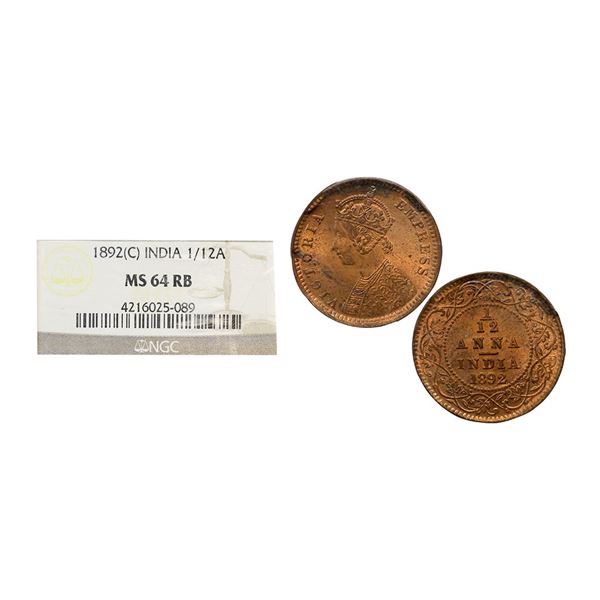 1892(C) INDIA 1/12A
MS 64 RB
4216025-089
NGC
VICTORIA EMPRESS
1
12
ANNA
INDIA
1892